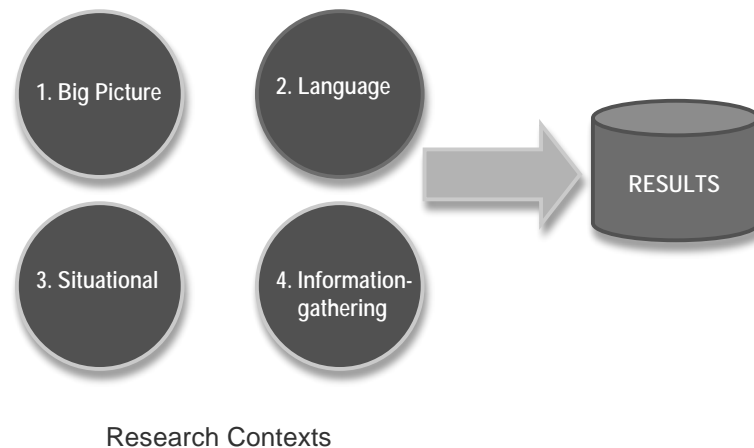 1. Big Picture
2. Language
RESULTS
3. Situational
4. Information-
gathering
Research Contexts